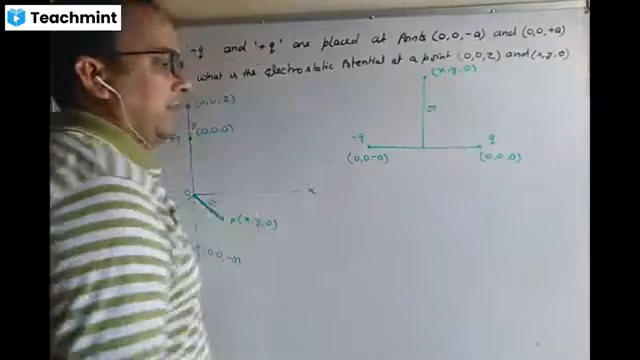 Teachmint
-q and '+q' are placed at points (0,0,-a) and (0,0,+a)
what is the electrostatic potential at a point (0,0,z) and (x,y,0)
(x,y,0)
(0,0,z)
(0,0,a)
r
-q
q
(0,0-a)
(0,0,a)
O
x
P(x,y,0)
0,0,-a)